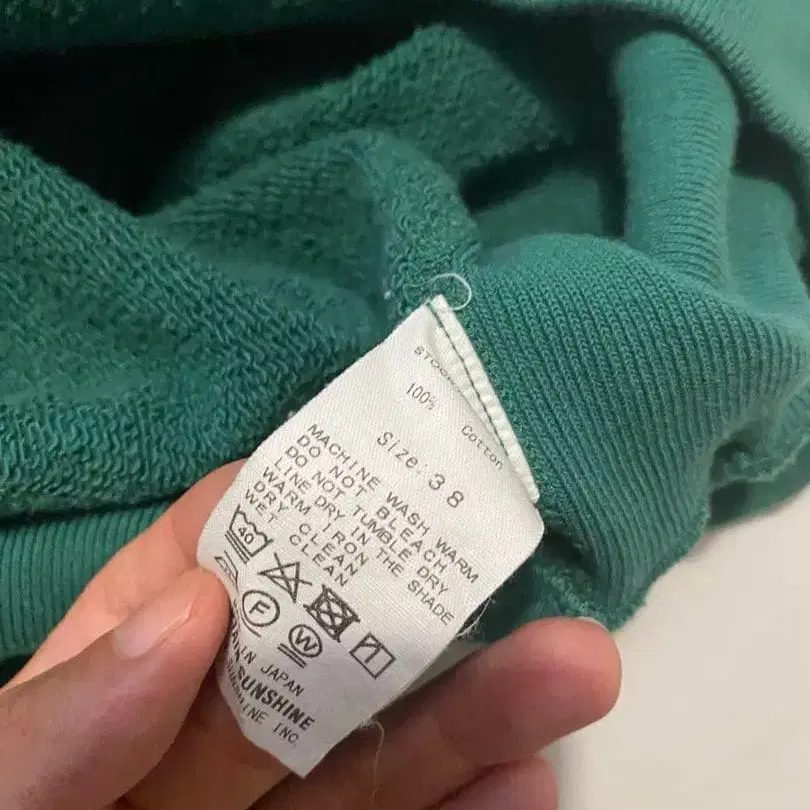 100%
Cotton
Size:38
MACHINE WASH WARM
DO NOT BLEACH
DO NOT TUMBLE DRY
LINE DRY IN THE SHADE
WARM IRON
DRY CLEAN
WET CLEAN
40
F
W
IN JAPAN
SUNSHINE
INC.